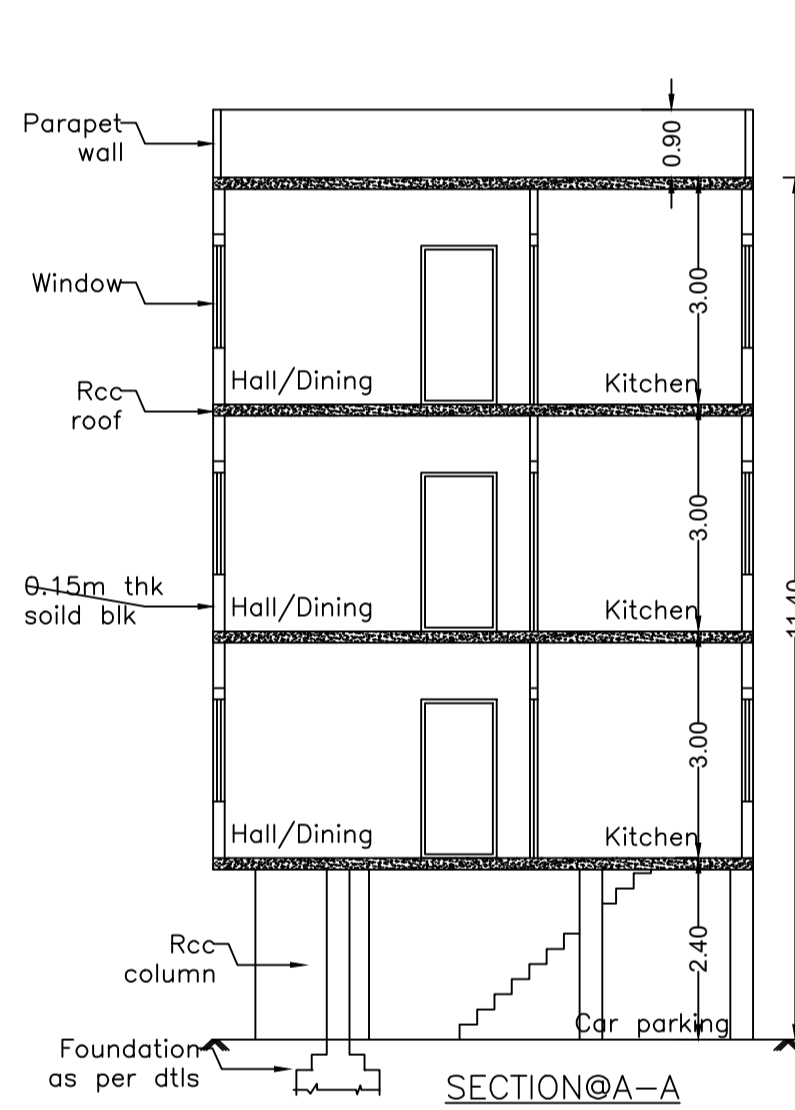 Parapet
wall
0.90
Window
3.00
Hall/Dining
Kitchen
Rcc
roof
3.00
0.15m thk
soild blk
Hall/Dining
Kitchen
11.40
3.00
Hall/Dining
Kitchen
Rcc
column
2.40
Car parking
Foundation
as per dtls
SECTION@A-A